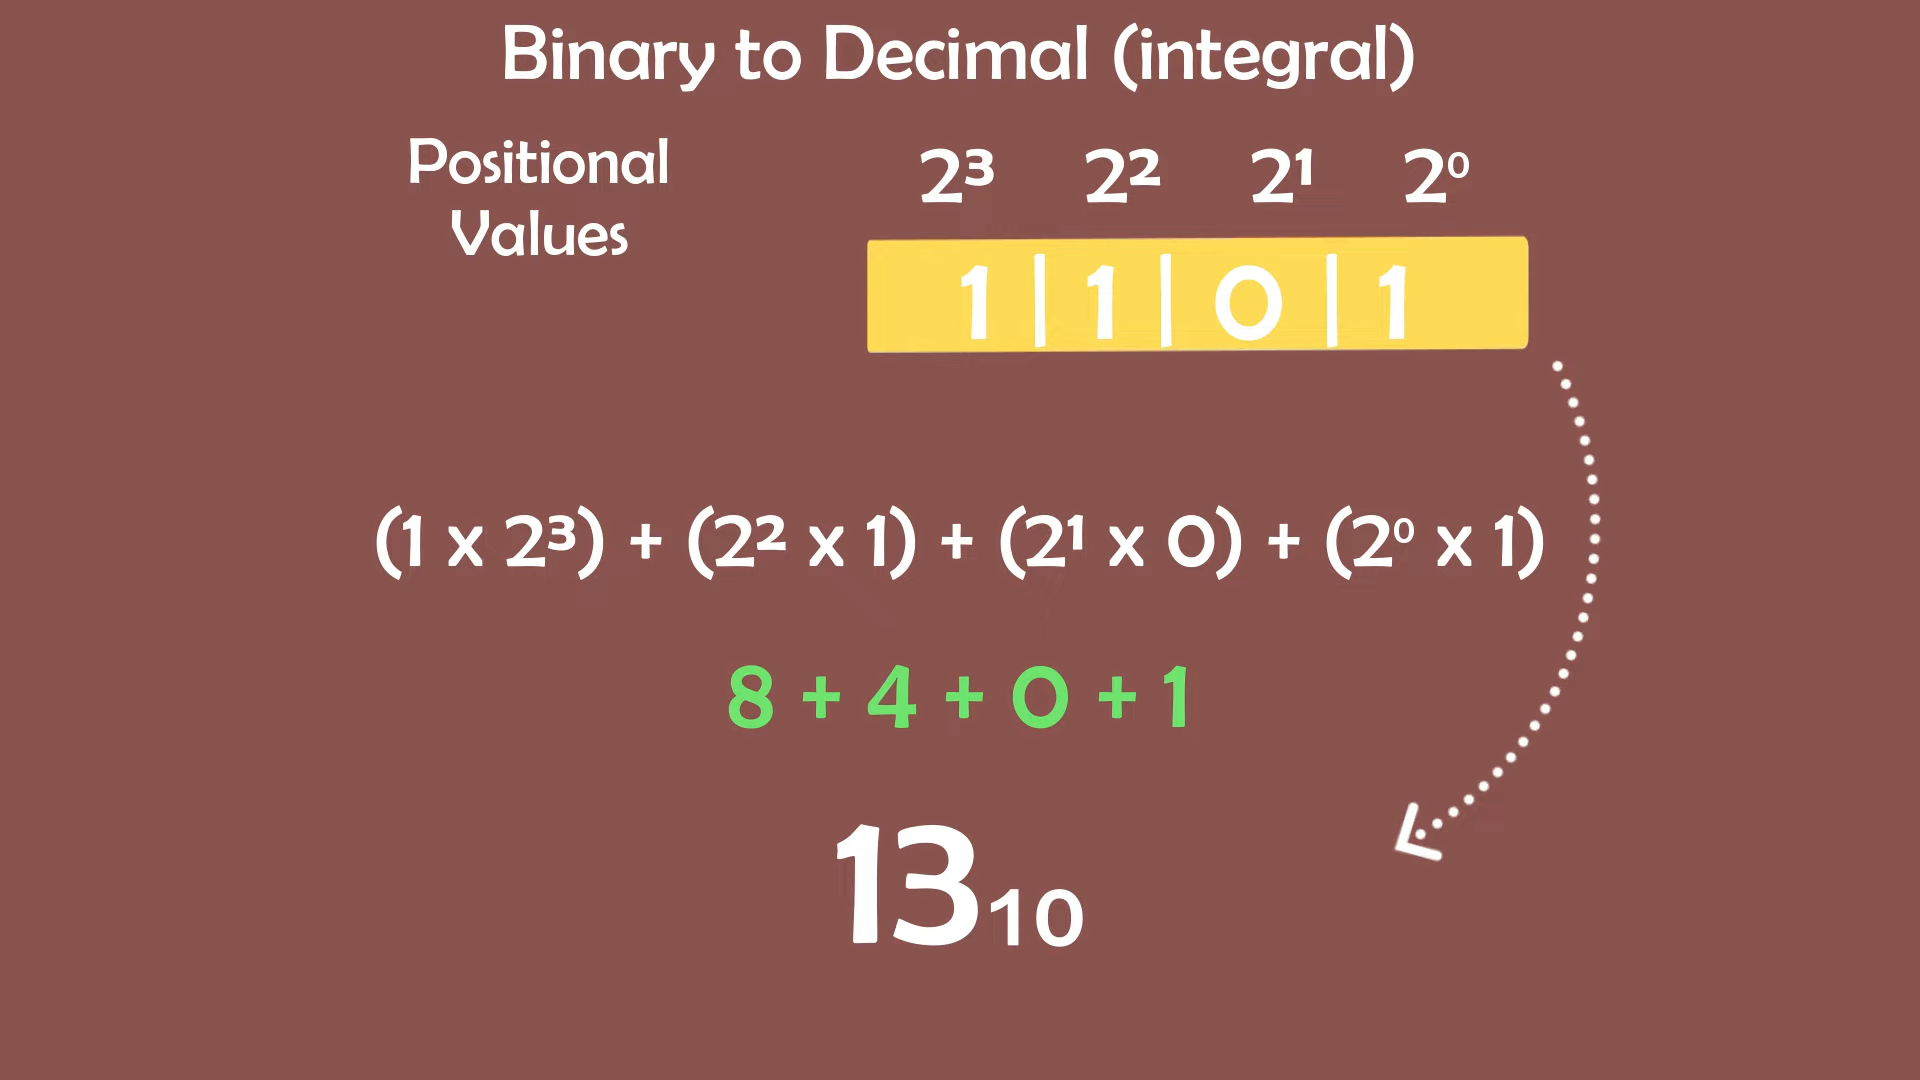 Binary to Decimal (integral)
Positional
Values
2³ 2² 2¹ 2⁰
1 | 1 | 0 | 1
(1 x 2³) + (2² x 1) + (2¹ x 0) + (2⁰ x 1)
8 + 4 + 0 + 1
13₁₀